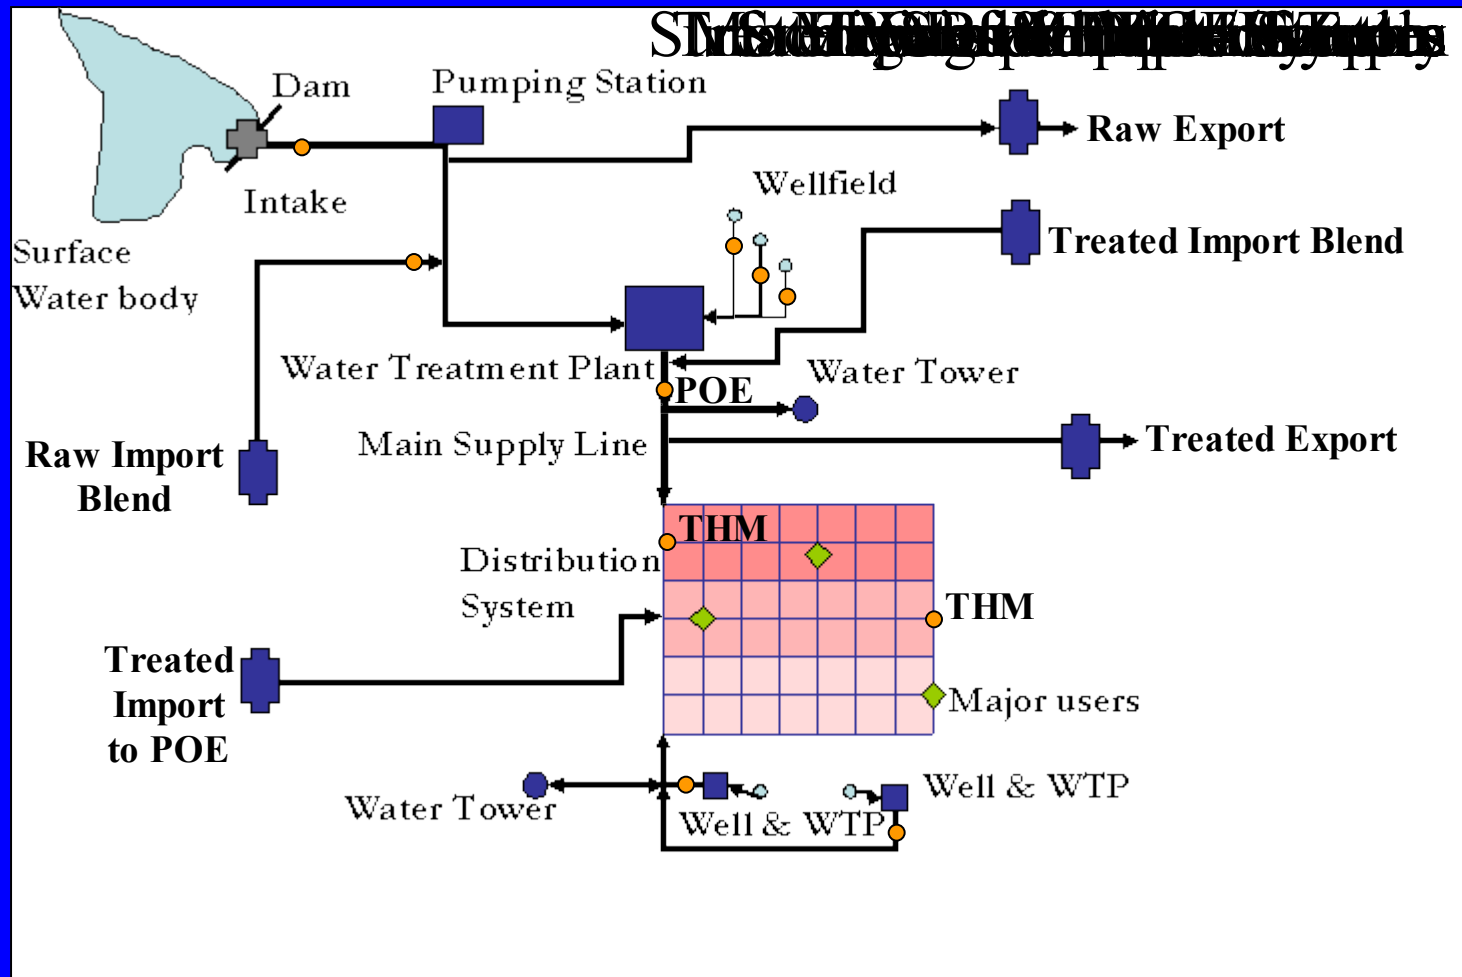 Dam
Pumping Station
Raw Export
Intake
Wellfield
Surface
Water body
Treated Import Blend
Water Treatment Plant
POE
Water Tower
Main Supply Line
Treated Export
Raw Import
Blend
THM
Distribution
System
THM
Treated
Import
to POE
Major users
Water Tower
Well & WTP
Well & WTP